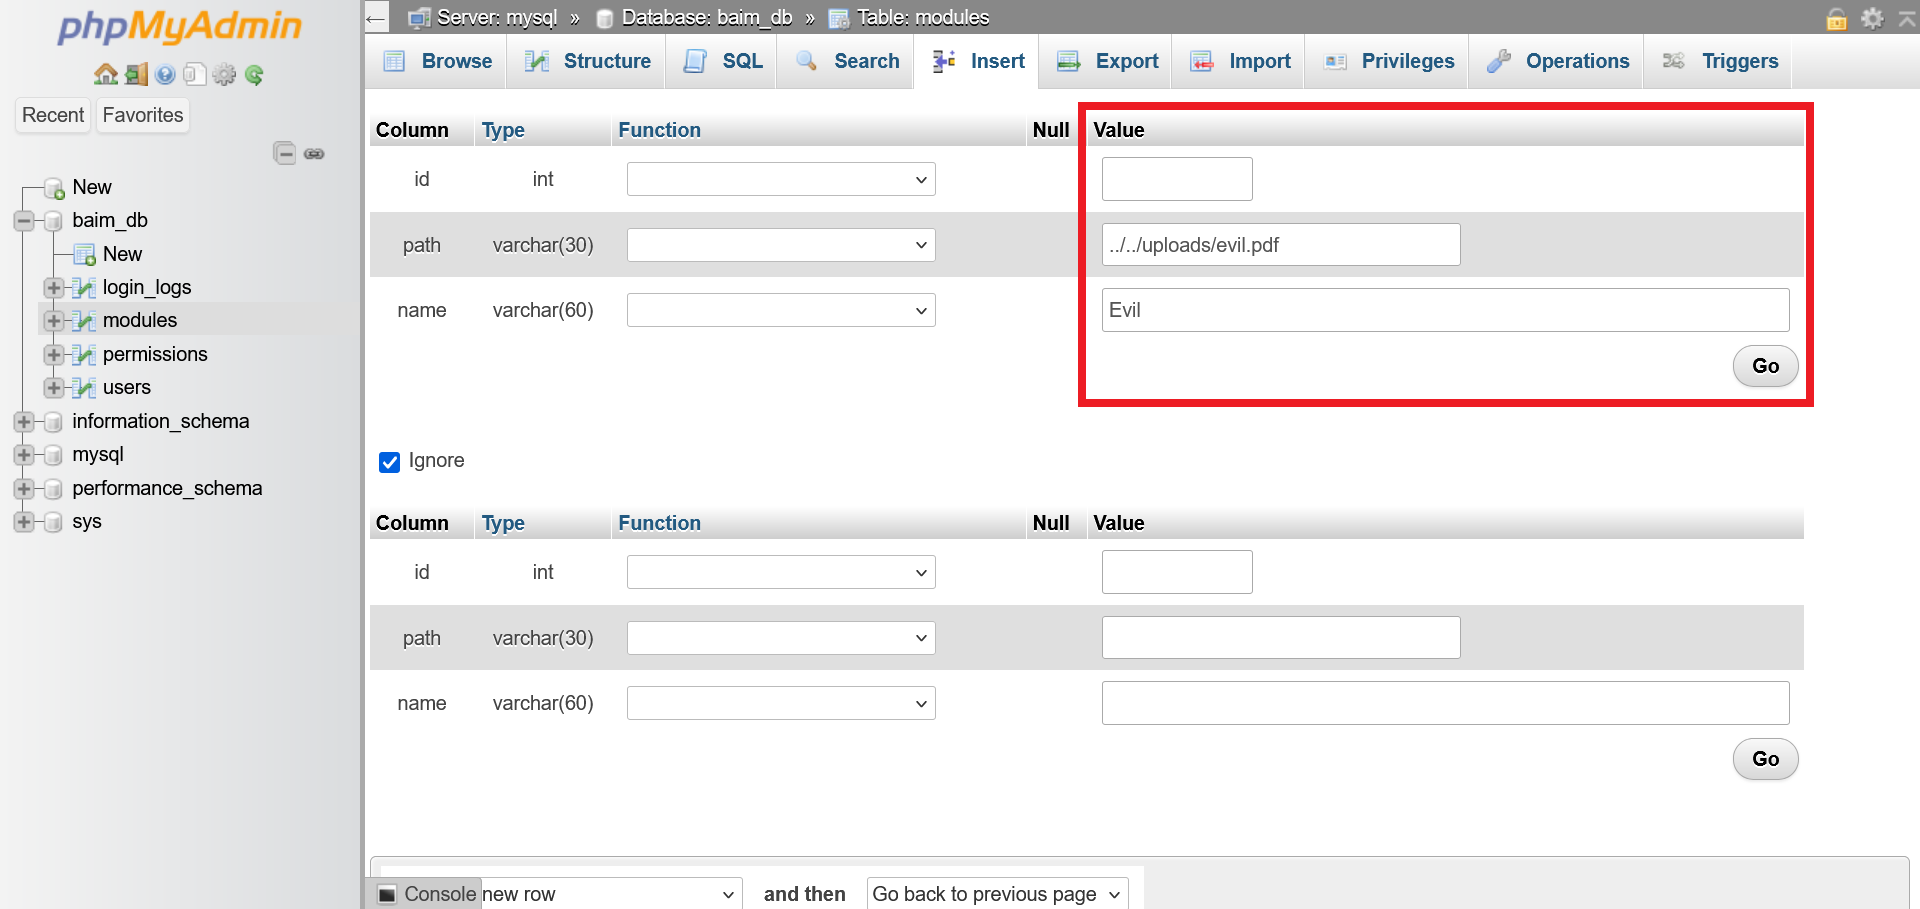 phpMyAdmin
Recent Favorites
New
baim_db
New
login_logs
modules
permissions
users
information_schema
mysql
performance_schema
sys
Server: mysql » Database: baim_db » Table: modules
Browse Structure SQL Search Insert Export Import Privileges Operations Triggers
Column Type Function Null Value
id int
path varchar(30) ../../uploads/evil.pdf
name varchar(60) Evil
Go
Ignore
Column Type Function Null Value
id int
path varchar(30)
name varchar(60)
Go
Console new row and then Go back to previous page